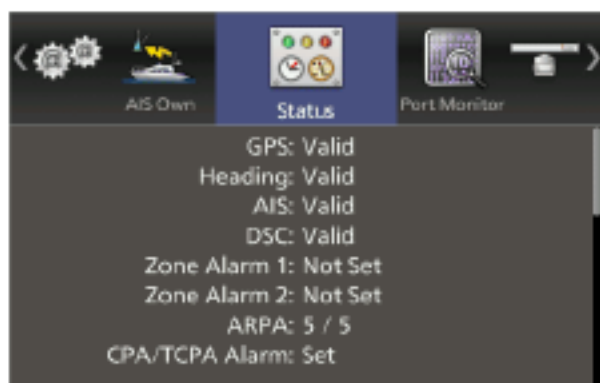 AIS Own
Status
Port Monitor
GPS: Valid
Heading: Valid
AIS: Valid
DSC: Valid
Zone Alarm 1: Not Set
Zone Alarm 2: Not Set
ARPA: 5 / 5
CPA/TCPA Alarm: Set